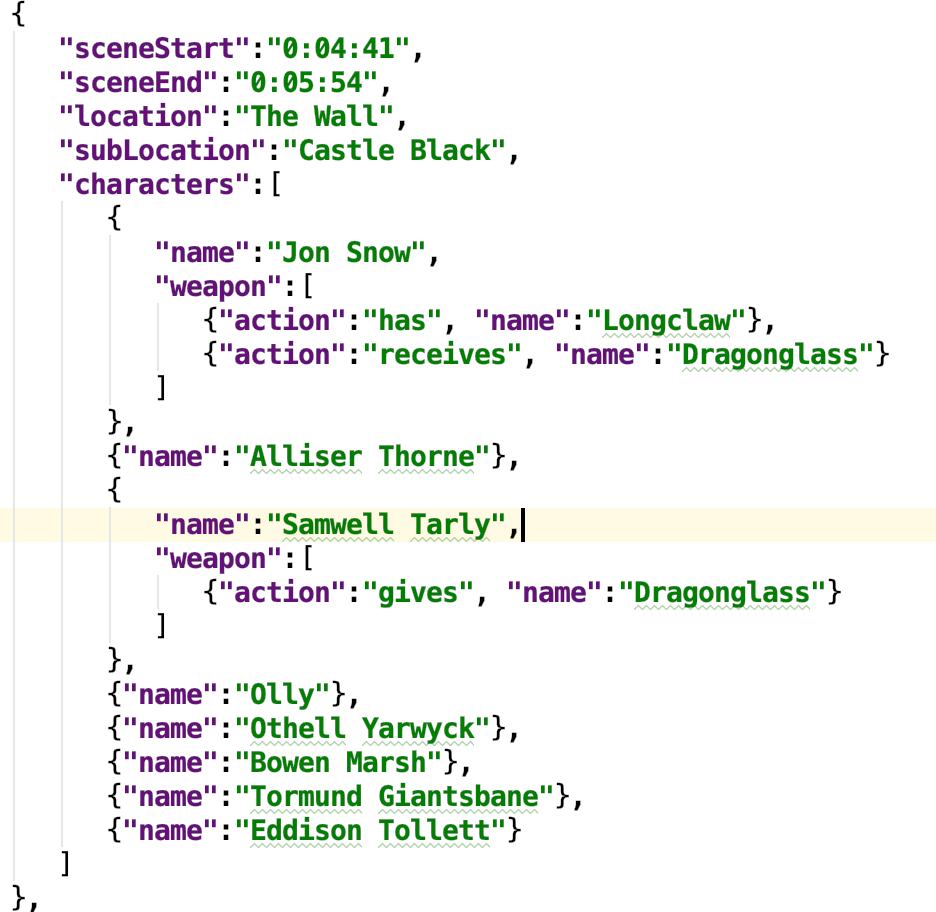 {
"sceneStart":"0:04:41",
"sceneEnd":"0:05:54",
"location":"The Wall",
"subLocation":"Castle Black",
"characters":[
{
"name":"Jon Snow",
"weapon":[
{"action":"has", "name":"Longclaw"},
{"action":"receives", "name":"Dragonglass"}
]
},
{"name":"Alliser Thorne"},
{
"name":"Samwell Tarly",
"weapon":[
{"action":"gives", "name":"Dragonglass"}
]
},
{"name":"Olly"},
{"name":"Othell Yarwyck"},
{"name":"Bowen Marsh"},
{"name":"Tormund Giantsbane"},
{"name":"Eddison Tollett"}
]
},